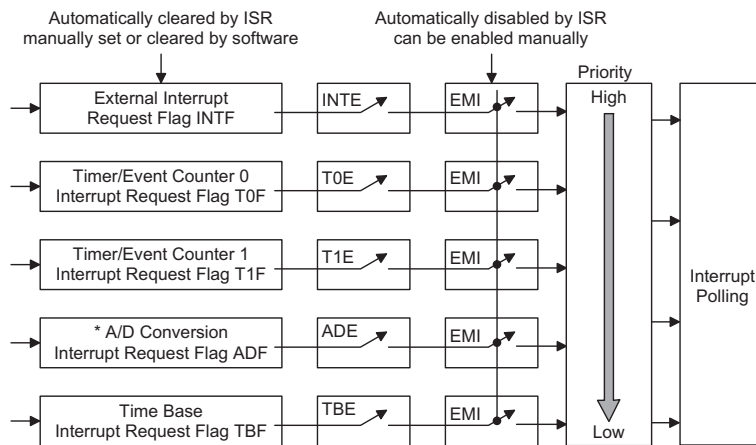 Automatically cleared by ISR
manually set or cleared by software
Automatically disabled by ISR
can be enabled manually
Priority
External Interrupt
Request Flag INTF
INTE
EMI
High
Timer/Event Counter 0
Interrupt Request Flag T0F
T0E
EMI
Timer/Event Counter 1
Interrupt Request Flag T1F
T1E
EMI
Interrupt
Polling
* A/D Conversion
Interrupt Request Flag ADF
ADE
EMI
Time Base
Interrupt Request Flag TBF
TBE
EMI
Low